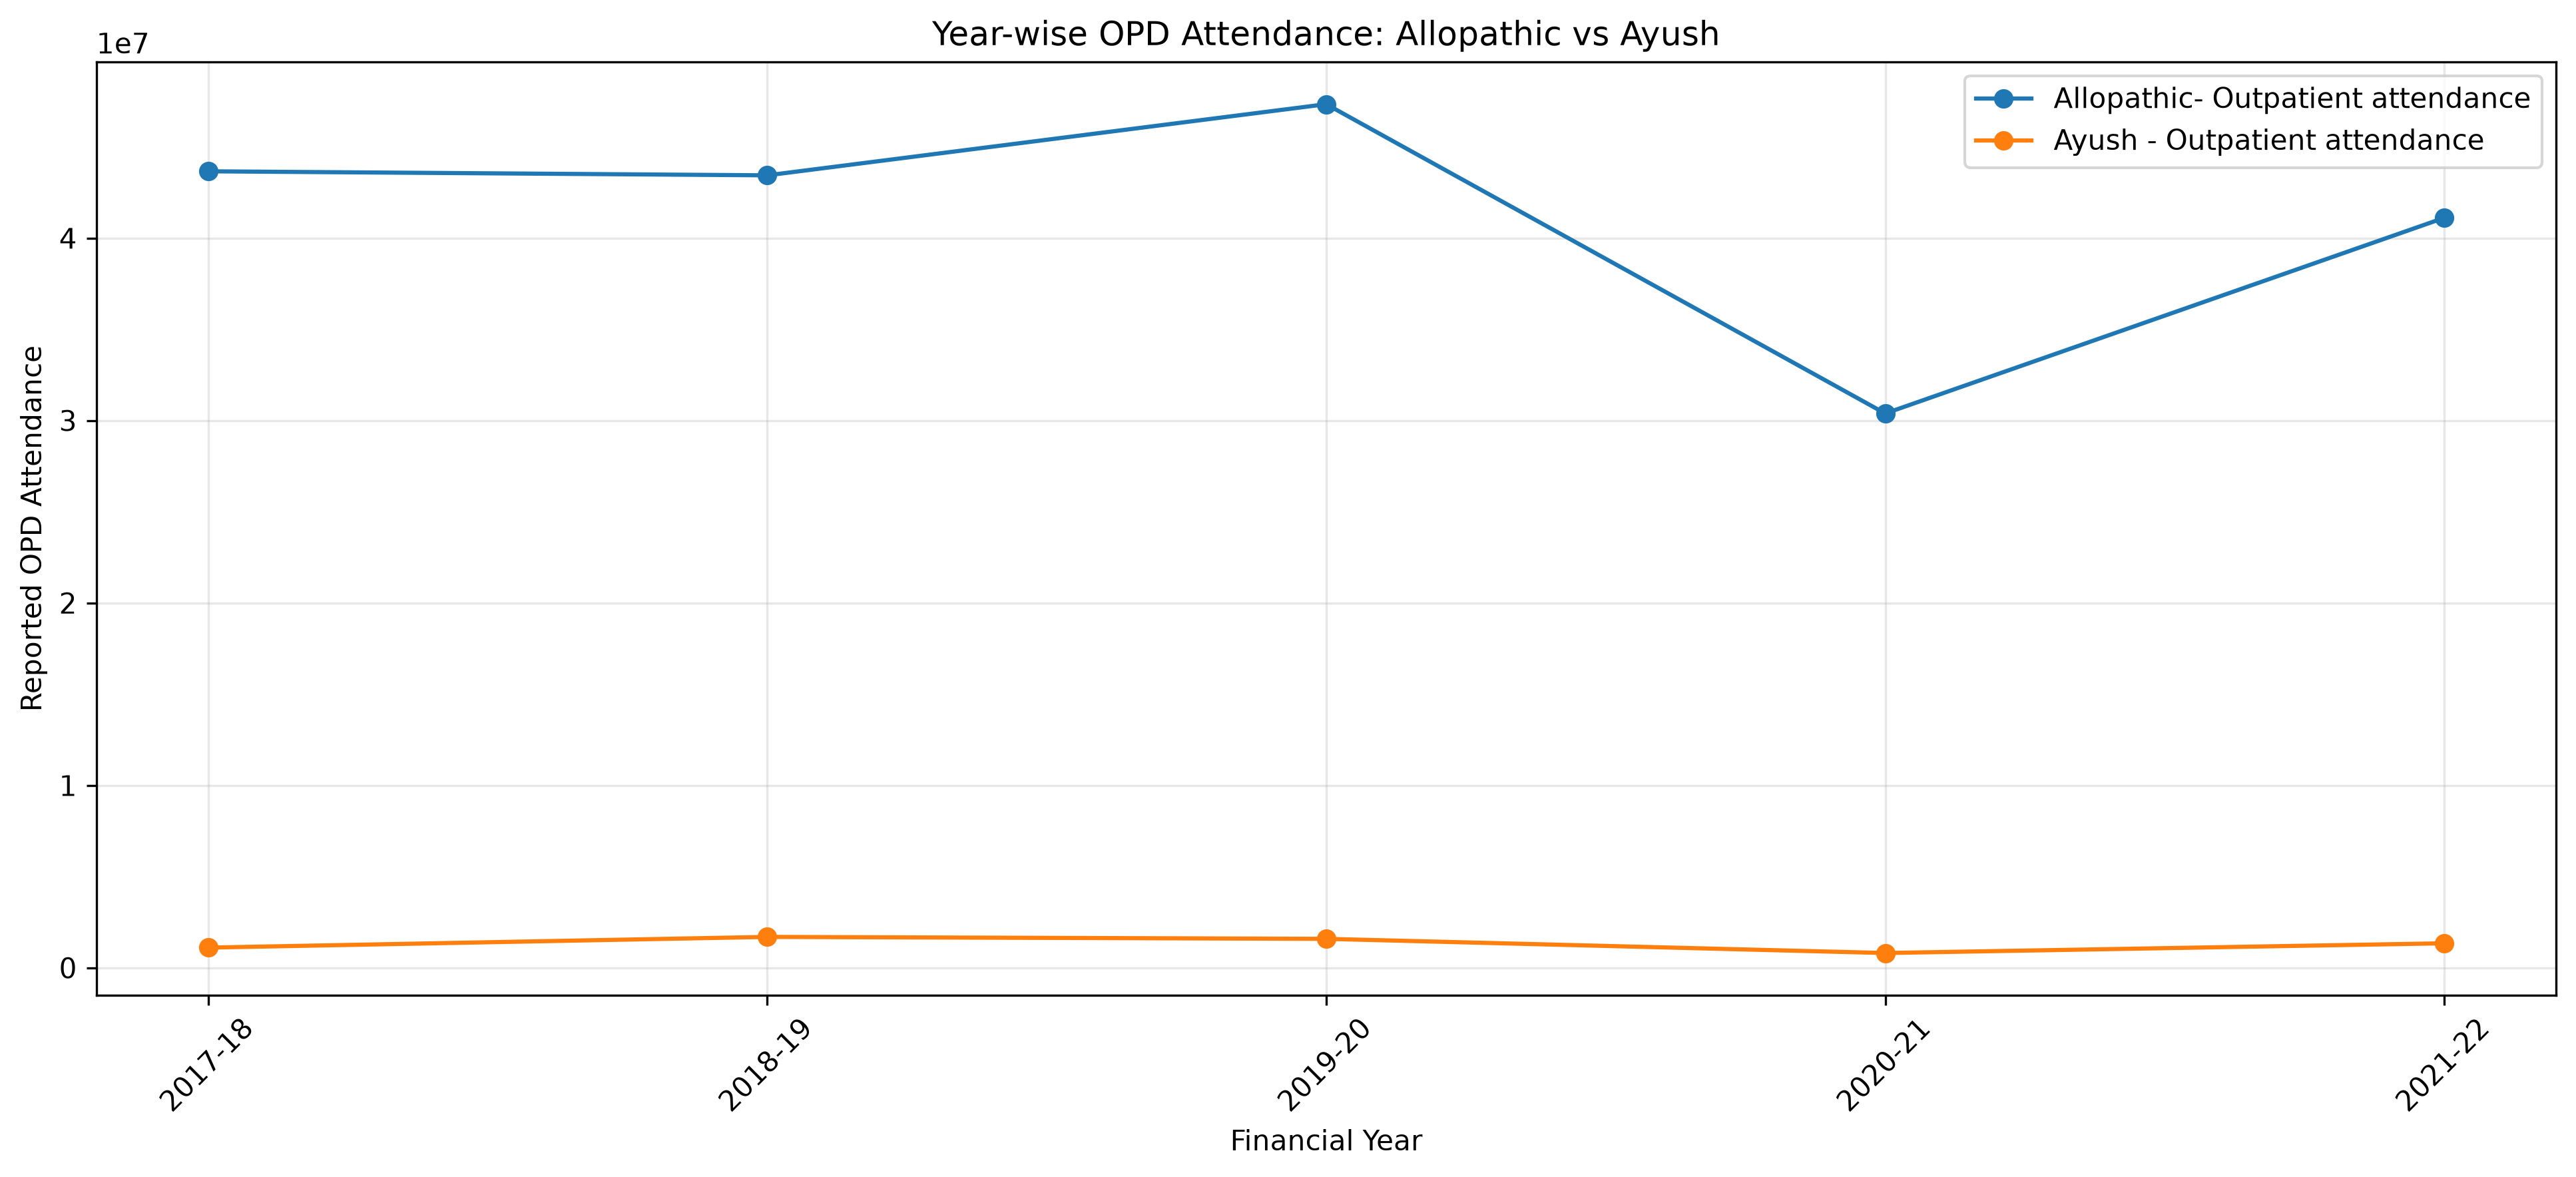 Year-wise OPD Attendance: Allopathic vs Ayush
1e7
Allopathic- Outpatient attendance
Ayush - Outpatient attendance
4
3
2
1
0
Reported OPD Attendance
2017-18
2018-19
2019-20
2020-21
2021-22
Financial Year